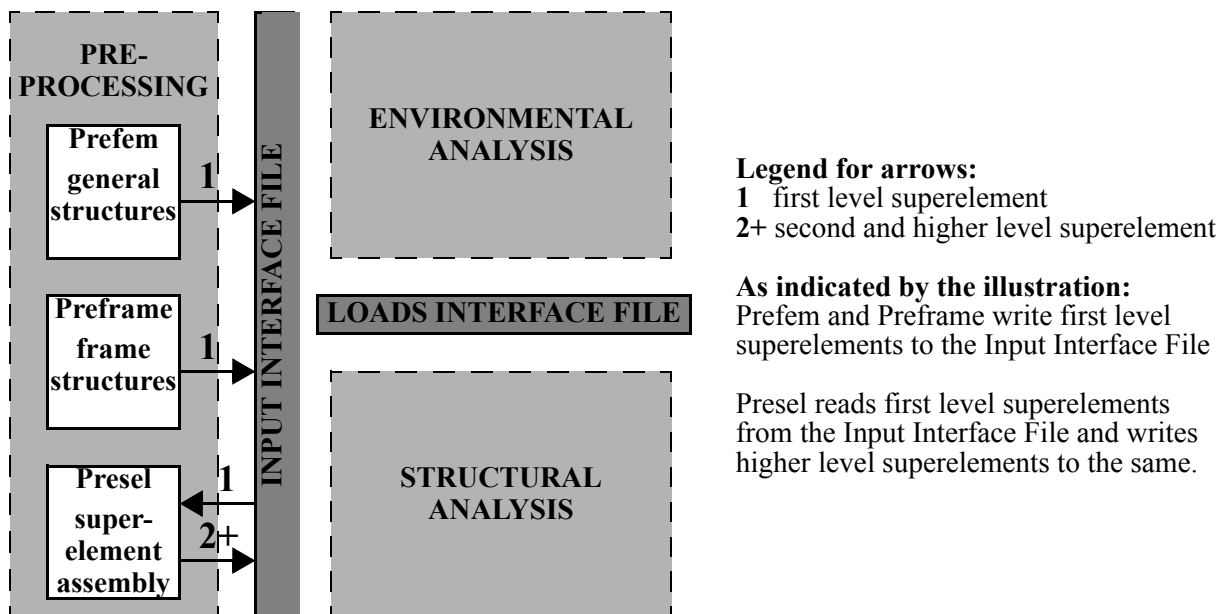 PRE-
PROCESSING
Prefem
general
structures
1
Preframe
frame
structures
1
Presel
super-
element
assembly
1
2+
INPUT INTERFACE FILE
ENVIRONMENTAL
ANALYSIS
LOADS INTERFACE FILE
STRUCTURAL
ANALYSIS
Legend for arrows:
1 first level superelement
2+ second and higher level superelement
As indicated by the illustration:
Prefem and Preframe write first level
superelements to the Input Interface File
Presel reads first level superelements
from the Input Interface File and writes
higher level superelements to the same.